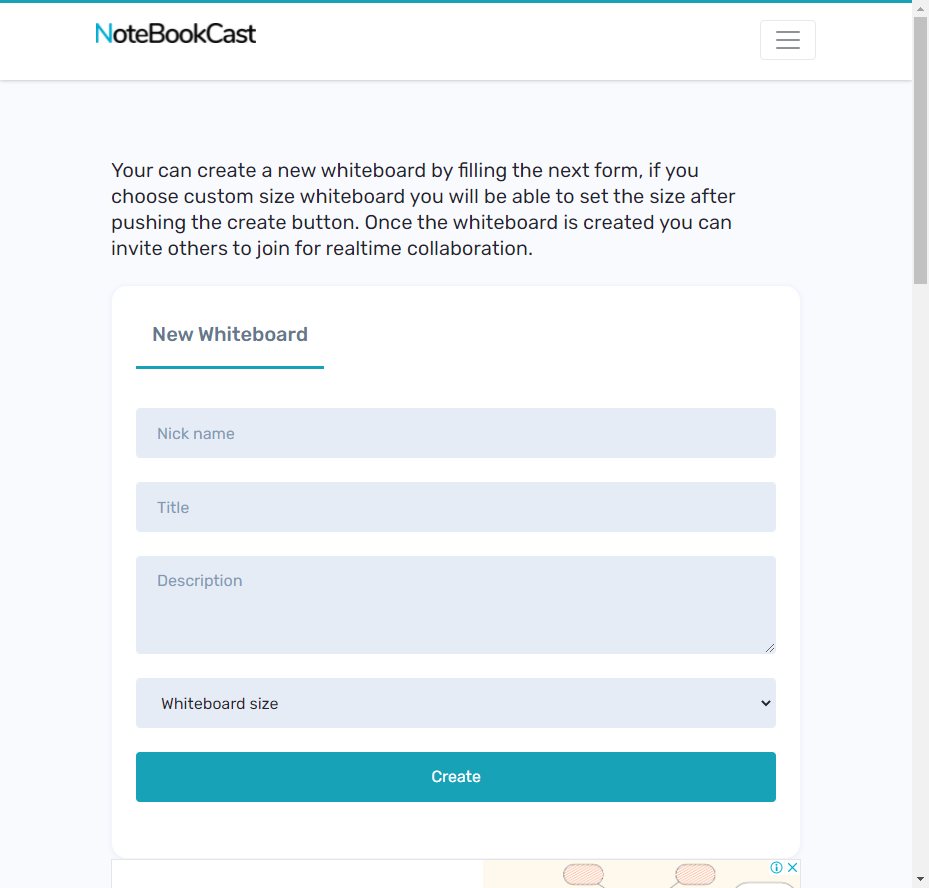 NoteBookCast
Your can create a new whiteboard by filling the next form, if you
choose custom size whiteboard you will be able to set the size after
pushing the create button. Once the whiteboard is created you can
invite others to join for realtime collaboration.
New Whiteboard
Nick name
Title
Description
Whiteboard size
Create